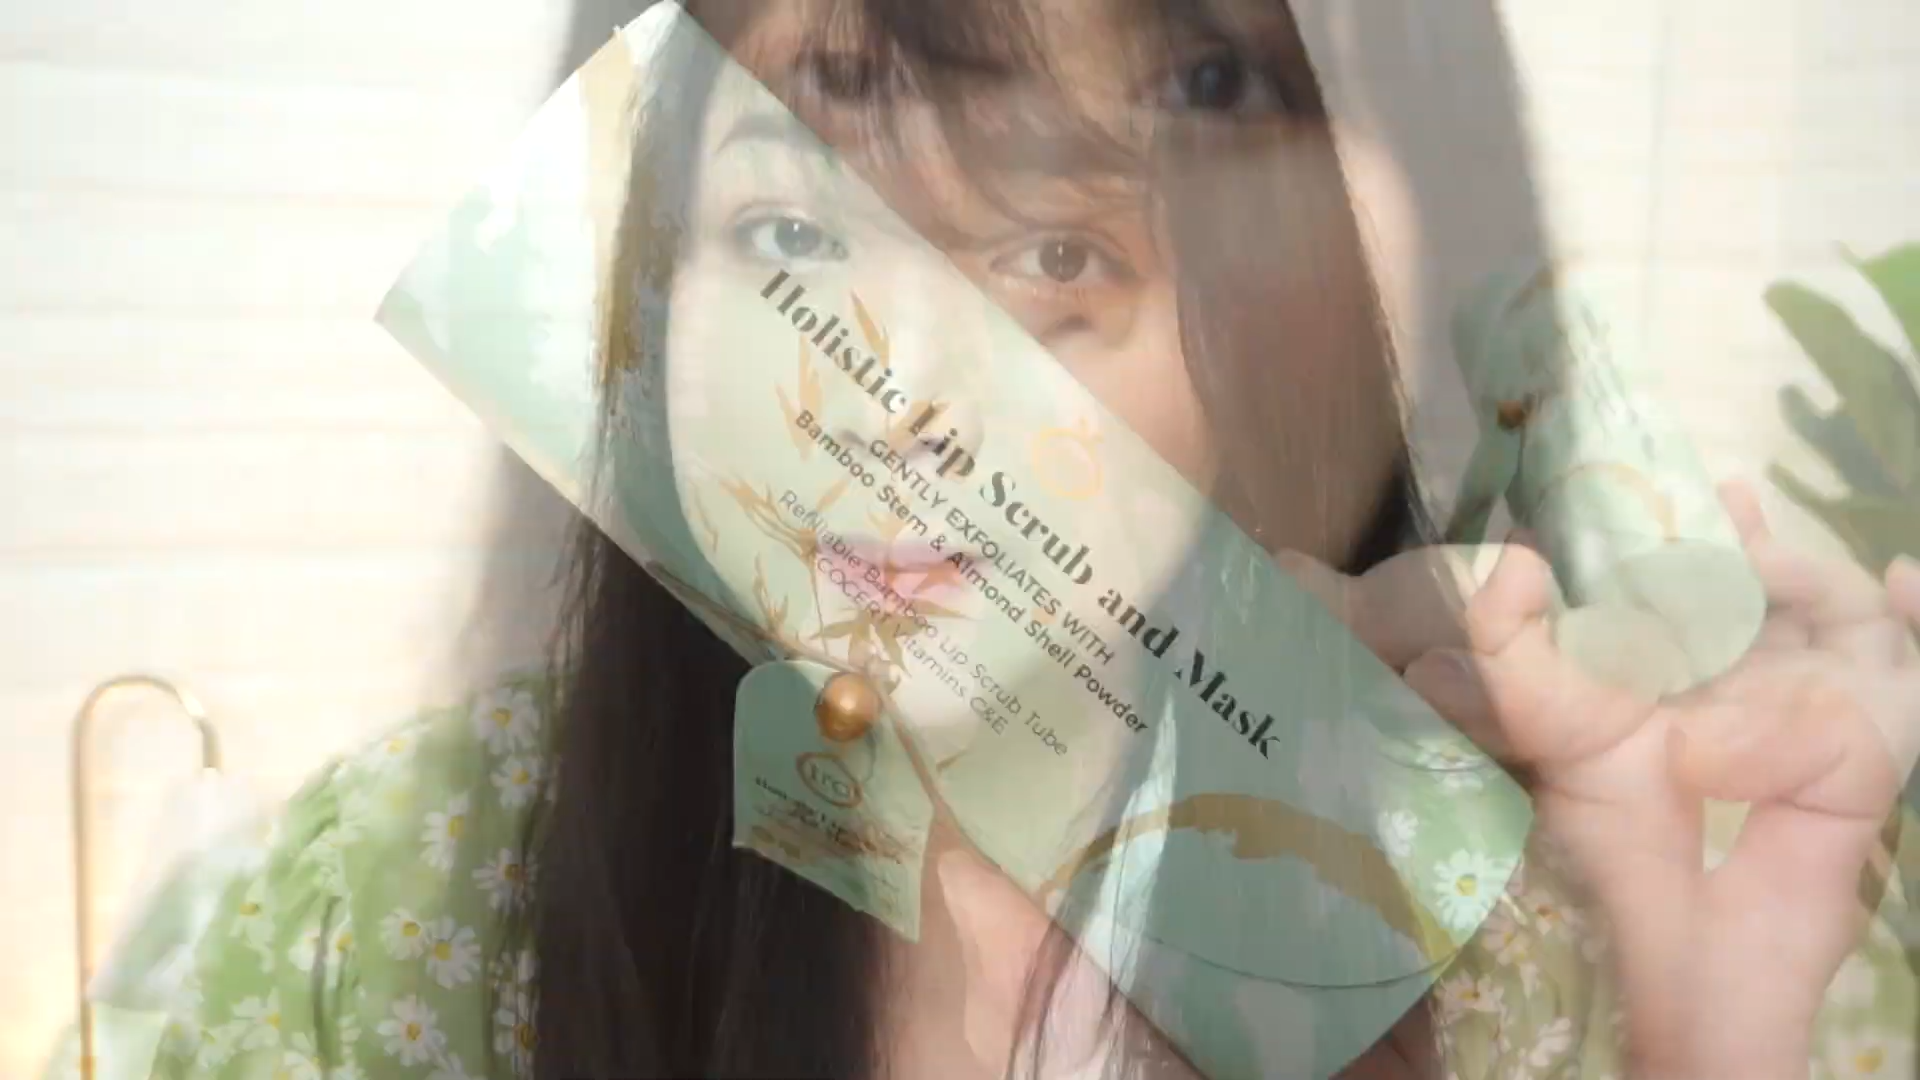 Holistic Lip Scrub and Mask
GENTLY EXFOLIATES WITH
Bamboo Stem & Almond Shell Powder
Refillable Bamboo Lip Scrub Tube
ECOCERT Vitamins C&E